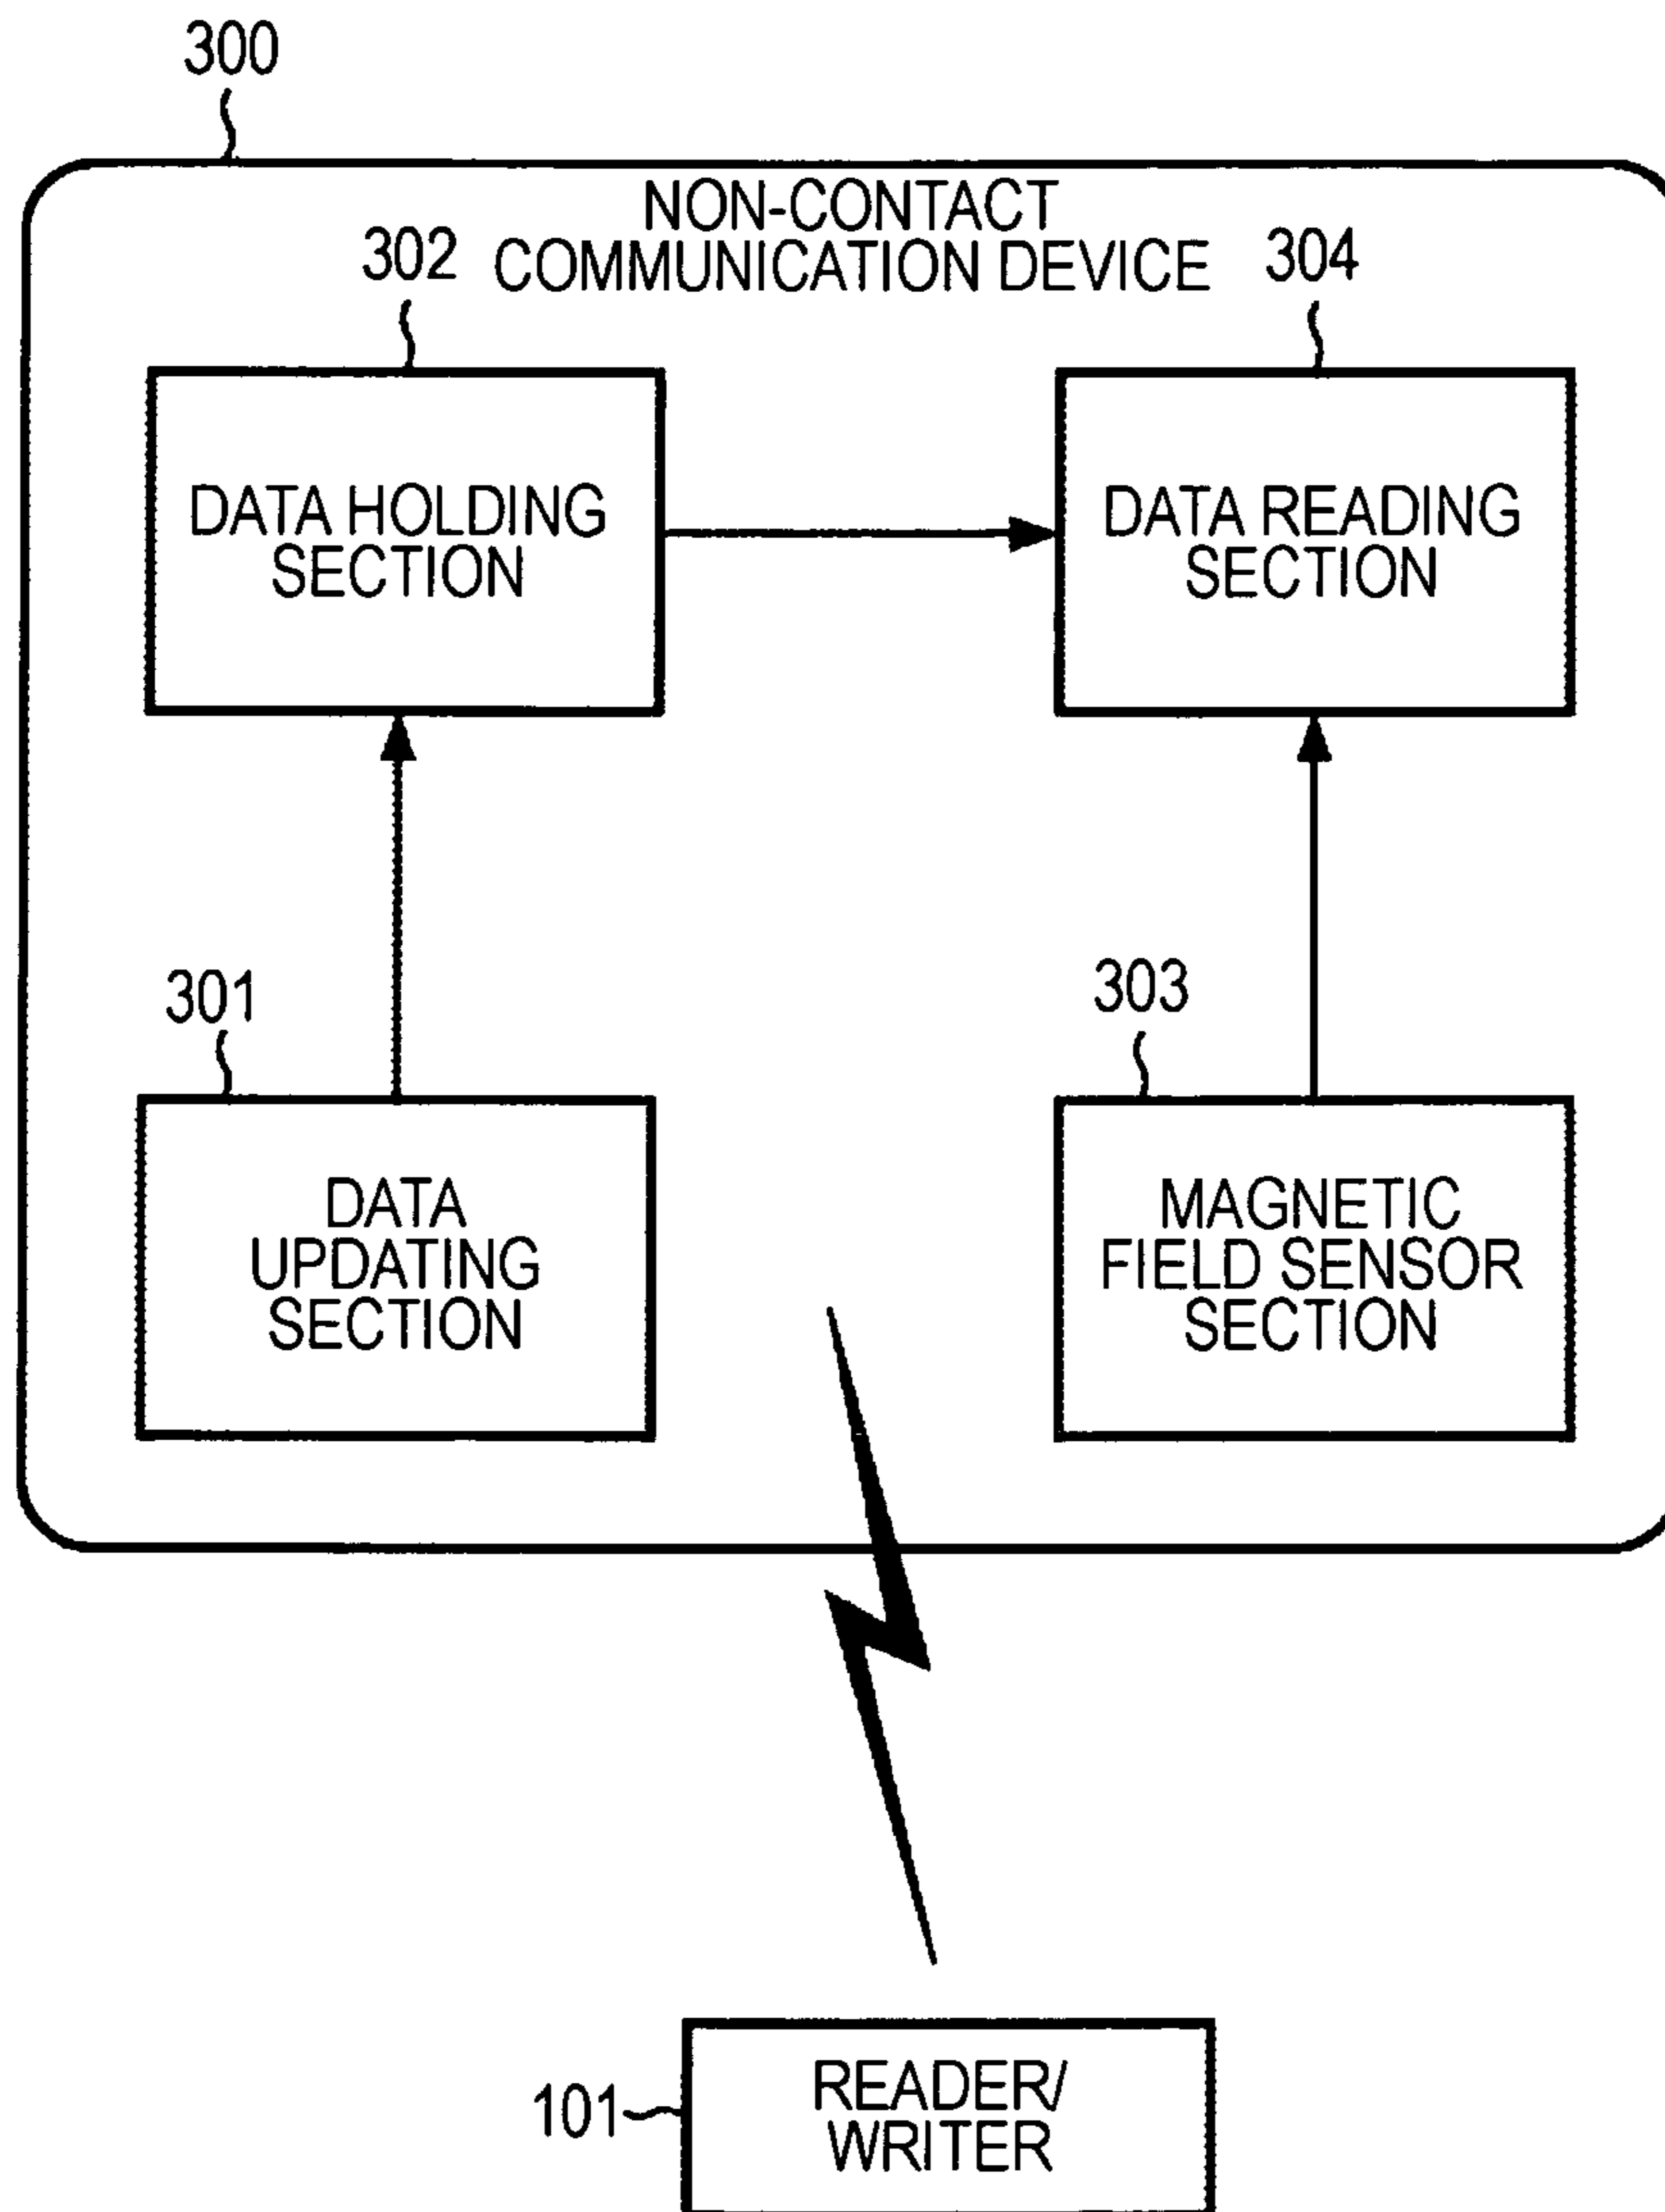 300
NON-CONTACT
COMMUNICATION DEVICE
302
304
DATA HOLDING
SECTION
DATA READING
SECTION
301
303
DATA
UPDATING
SECTION
MAGNETIC
FIELD SENSOR
SECTION
101
READER/
WRITER